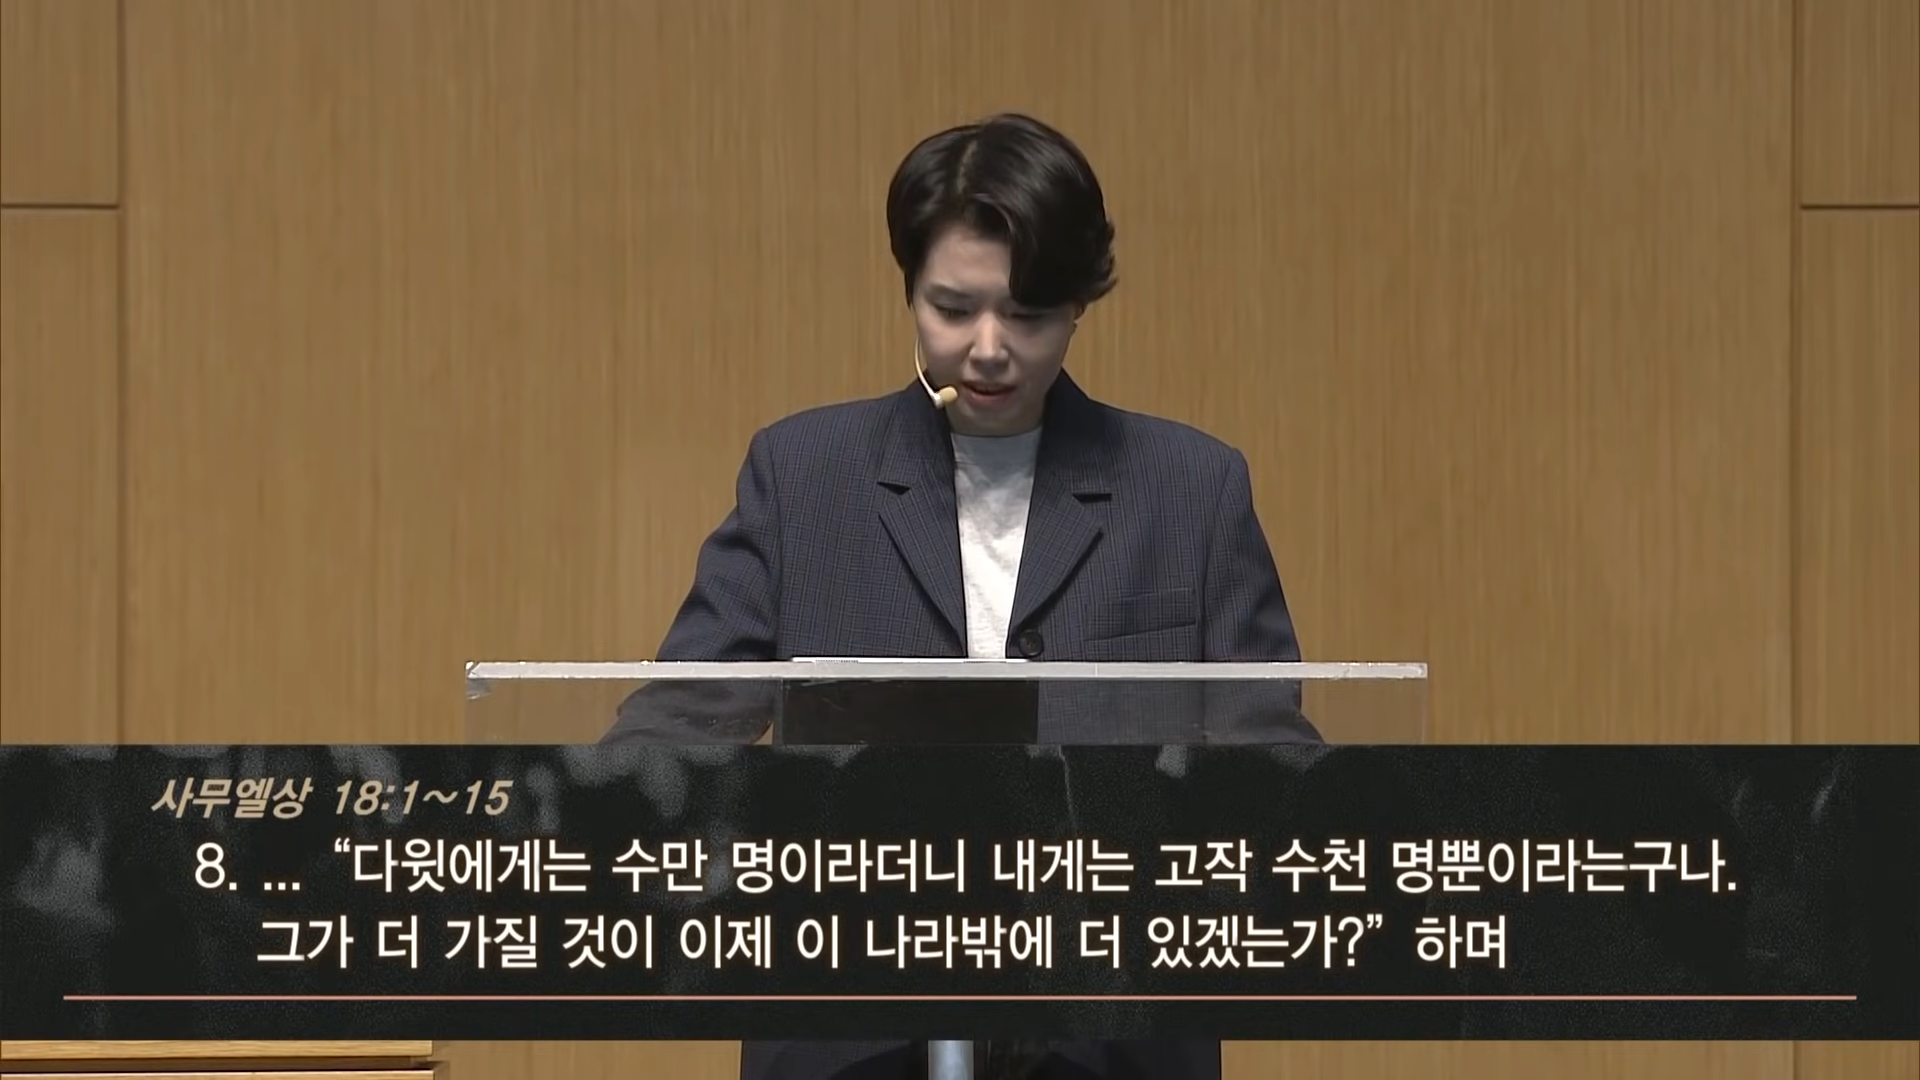 사무엘상 18:1~15
8. ... “다윗에게는 수만 명이라더니 내게는 고작 수천 명뿐이라는구나.
그가 더 가질 것이 이제 이 나라밖에 더 있겠는가?” 하며